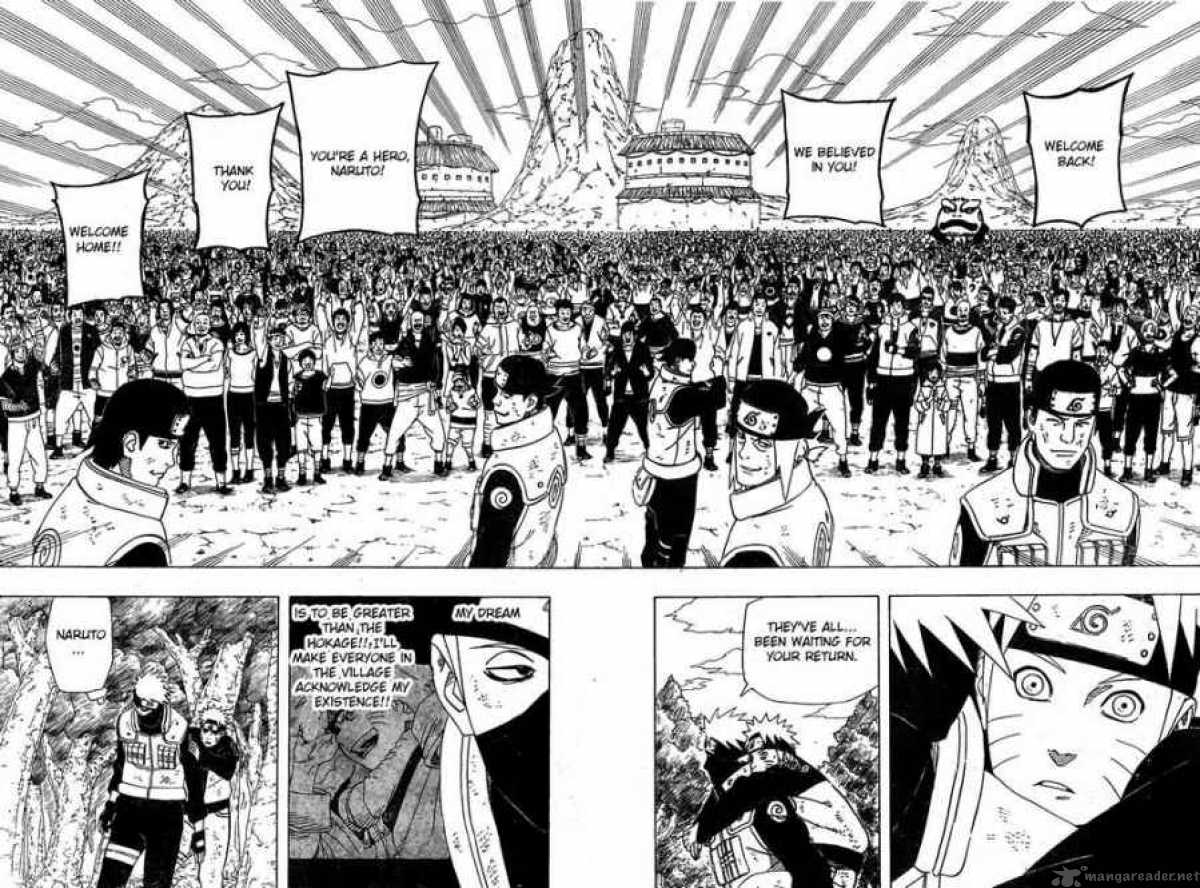 WELCOME
BACK!
WE BELIEVED
IN YOU!
YOU'RE A HERO,
NARUTO!
THANK
YOU!
WELCOME
HOME!!
THEY'VE ALL...
BEEN WAITING
FOR YOUR
RETURN.
MY DREAM
IS TO BE GREATER
THAN THE
HOKAGE!! I'LL
MAKE EVERYONE IN
THE VILLAGE
ACKNOWLEDGE MY
EXISTENCE!!
NARUTO
...
mangareader.net